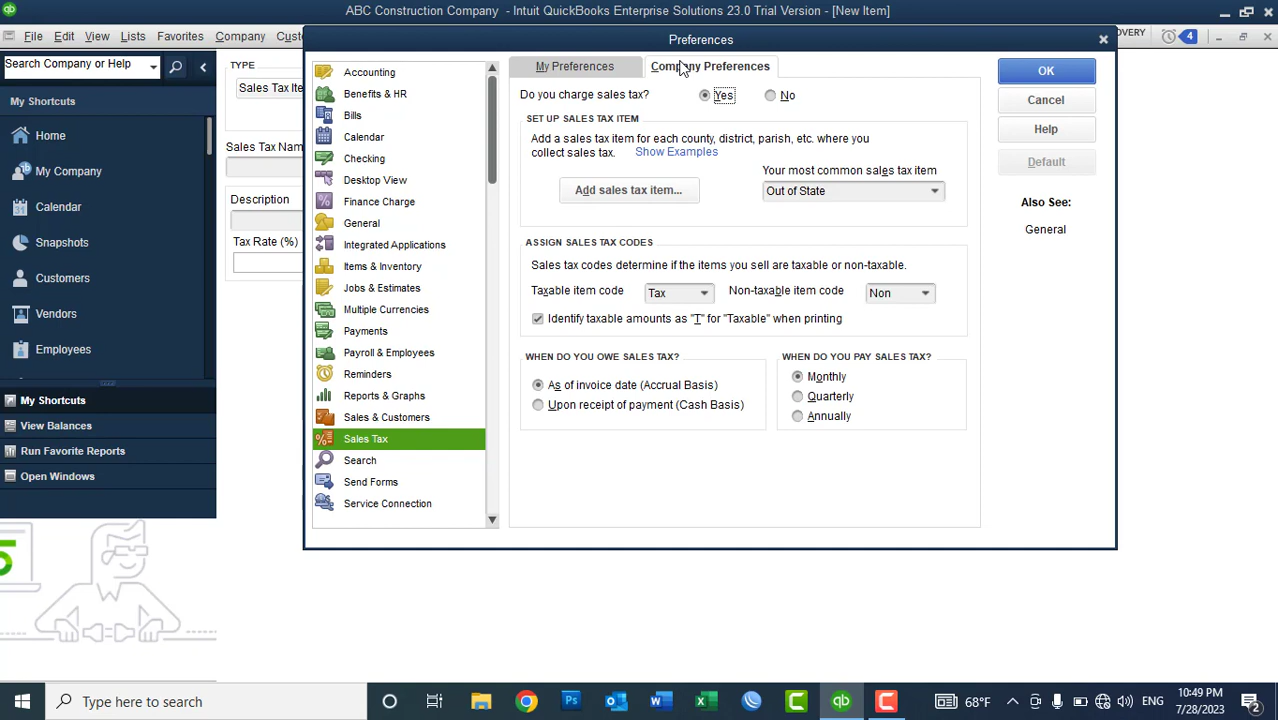 ABC Construction Company - Intuit QuickBooks Enterprise Solutions 23.0 Trial Version - [New Item]
File Edit View Lists Favorites Company
4
Search Company or Help
My Shortcuts
Home
My Company
Calendar
Snapshots
Customers
Vendors
Employees
My Shortcuts
View Balances
Run Favorite Reports
Open Windows
TYPE
Sales Tax Ite
Sales Tax Name
Description
Tax Rate (%)
Preferences
Accounting
Benefits & HR
Bills
Calendar
Checking
Desktop View
Finance Charge
General
Integrated Applications
Items & Inventory
Jobs & Estimates
Multiple Currencies
Payments
Payroll & Employees
Reminders
Reports & Graphs
Sales & Customers
Sales Tax
Search
Send Forms
Service Connection
My Preferences Company Preferences
Do you charge sales tax? Yes No
SET UP SALES TAX ITEM
Add a sales tax item for each county, district, parish, etc. where you
collect sales tax. Show Examples
Your most common sales tax item
Add sales tax item... Out of State
ASSIGN SALES TAX CODES
Sales tax codes determine if the items you sell are taxable or non-taxable.
Taxable item code Tax Non-taxable item code Non
Identify taxable amounts as "T" for "Taxable" when printing
WHEN DO YOU OWE SALES TAX?
As of invoice date (Accrual Basis)
Upon receipt of payment (Cash Basis)
WHEN DO YOU PAY SALES TAX?
Monthly
Quarterly
Annually
OK
Cancel
Help
Default
Also See:
General
Type here to search
68°F
ENG
10:49 PM
7/28/2023
2